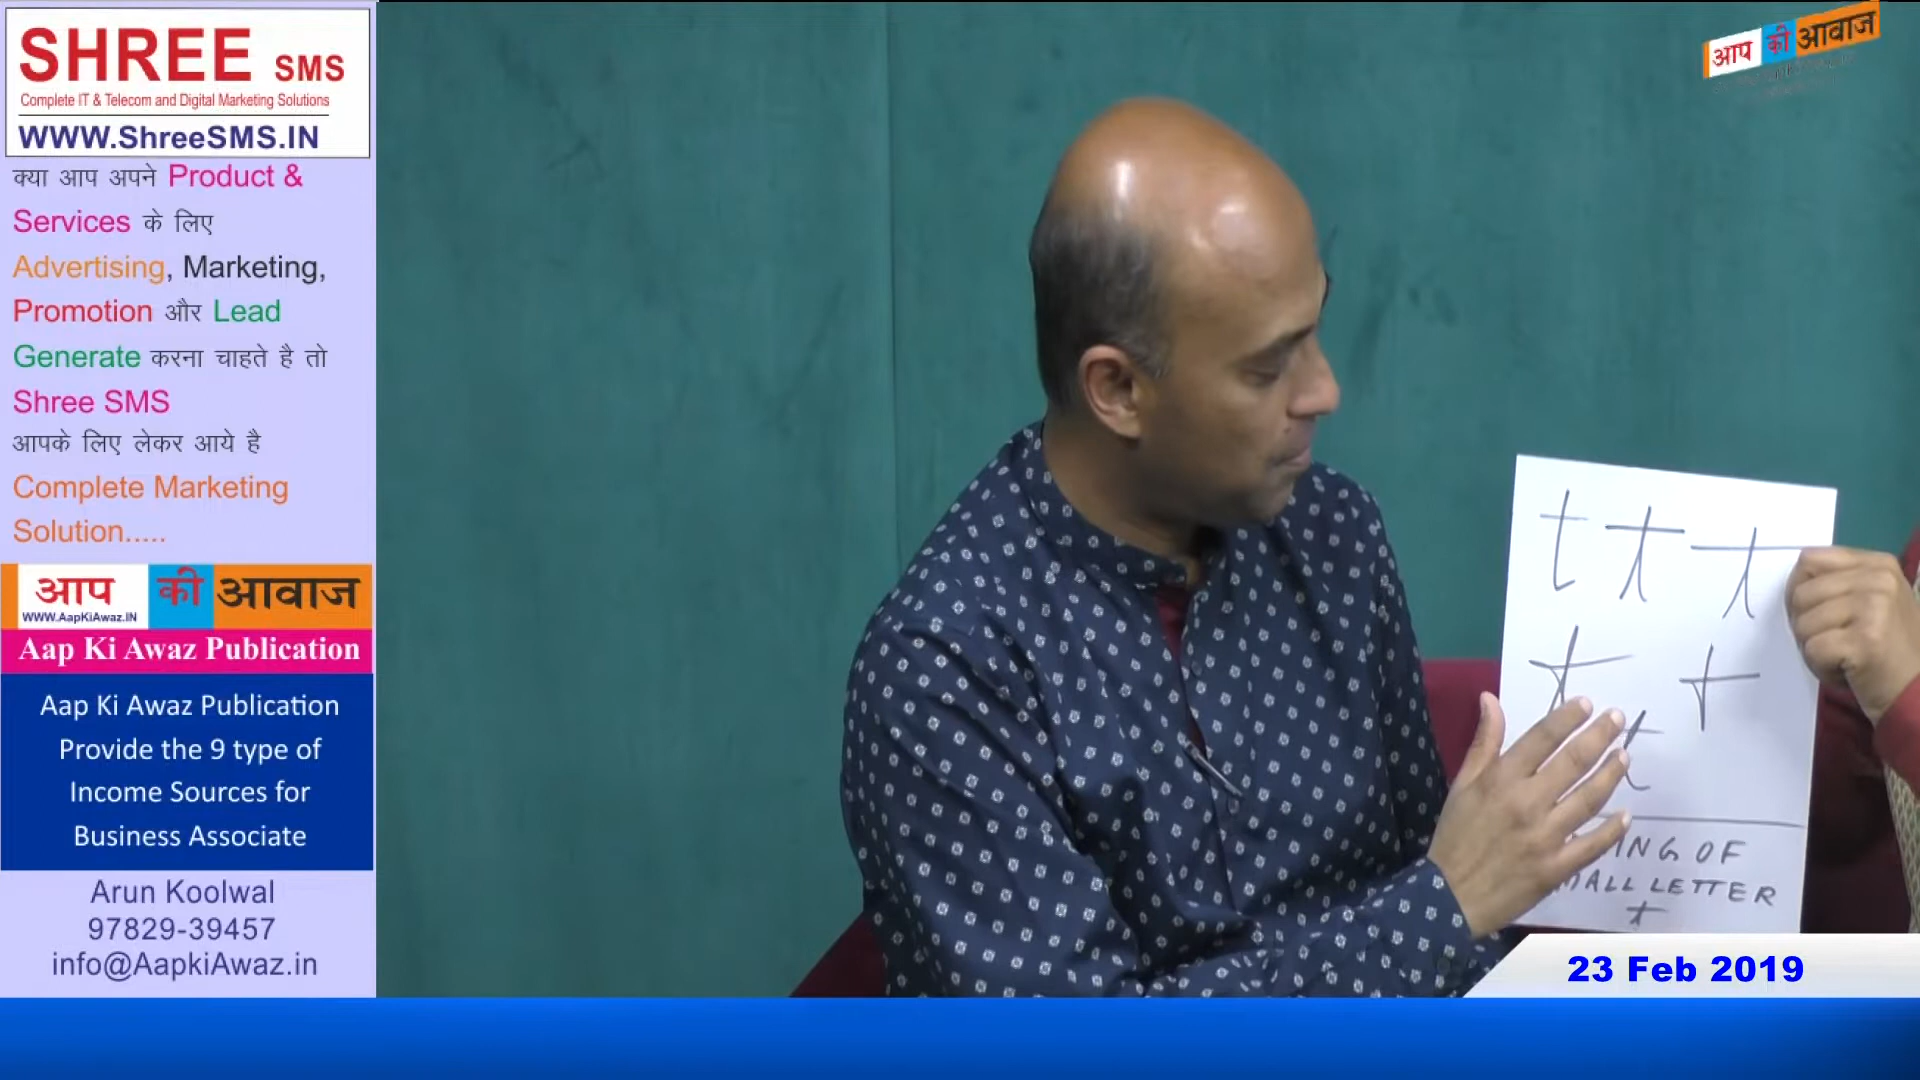 SHREE SMS
Complete IT & Telecom and Digital Marketing Solutions
WWW.ShreeSMS.IN
क्या आप अपने Product &
Services के लिए
Advertising, Marketing,
Promotion और Lead
Generate करना चाहते है तो
Shree SMS
आपके लिए लेकर आये है
Complete Marketing
Solution.....
आप की आवाज
WWW.AapKiAwaz.IN
Aap Ki Awaz Publication
Aap Ki Awaz Publication
Provide the 9 type of
Income Sources for
Business Associate
Arun Koolwal
97829-39457
info@AapkiAwaz.in
आप की आवाज
t t t
t t
t
OF
LETTER
t
23 Feb 2019